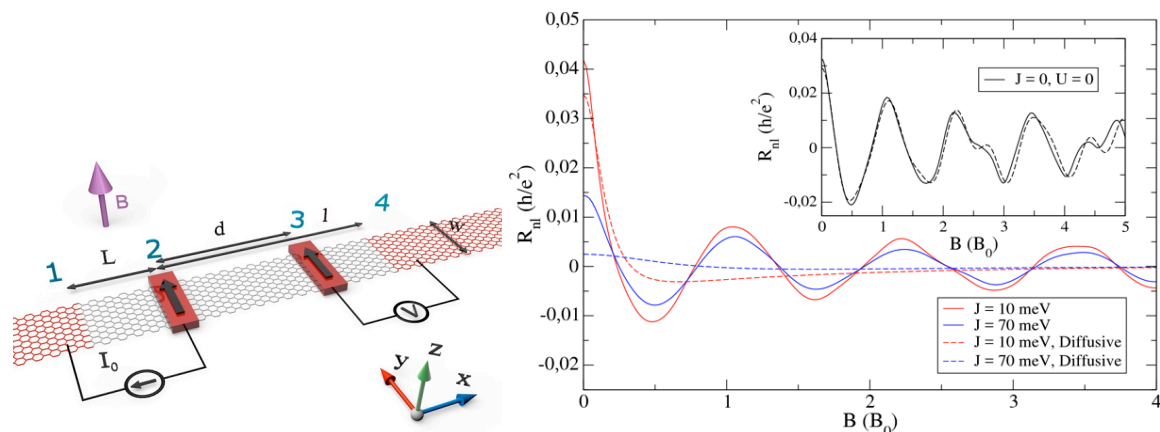 B
d
3
l
4
w
1
L
2
I₀
V
y
z
x
0,05
0,04
0,03
0,02
0,01
0
-0,01
-0,02
R_nl (h/e²)
0
1
2
3
4
B (B₀)
0,04
0,02
0
-0,02
R_nl (h/e²)
J = 0, U = 0
0
1
2
3
4
5
B (B₀)
J = 10 meV
J = 70 meV
J = 10 meV, Diffusive
J = 70 meV, Diffusive